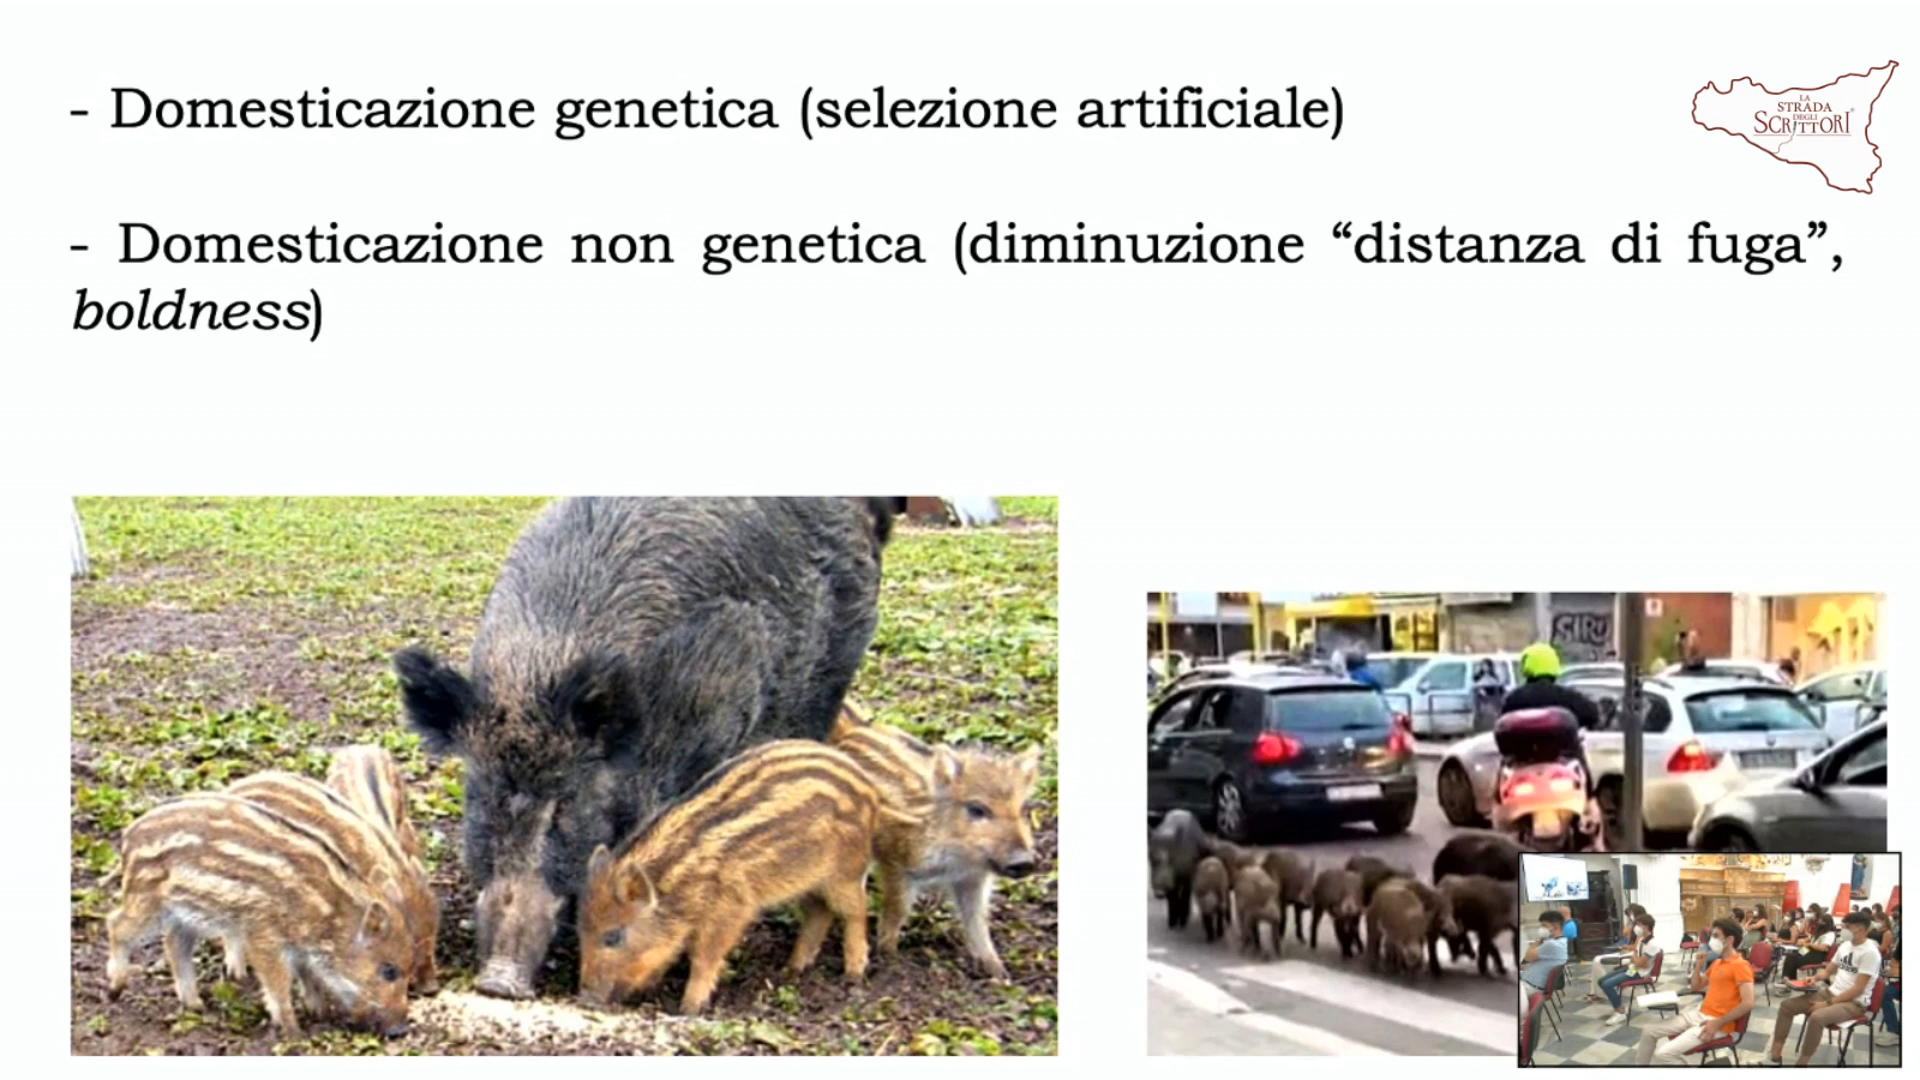 - Domesticazione genetica (selezione artificiale)
LA
STRADA
DEGLI
SCRITTORI
- Domesticazione non genetica (diminuzione “distanza di fuga”,
boldness)